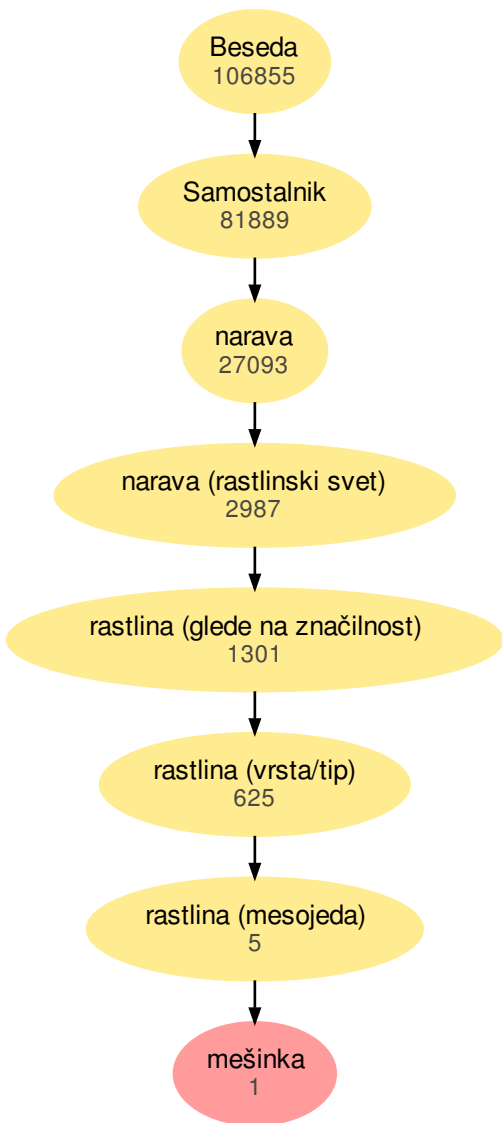 Beseda
106855
Samostalnik
81889
narava
27093
narava (rastlinski svet)
2987
rastlina (glede na značilnost)
1301
rastlina (vrsta/tip)
625
rastlina (mesojeda)
5
mešinka
1